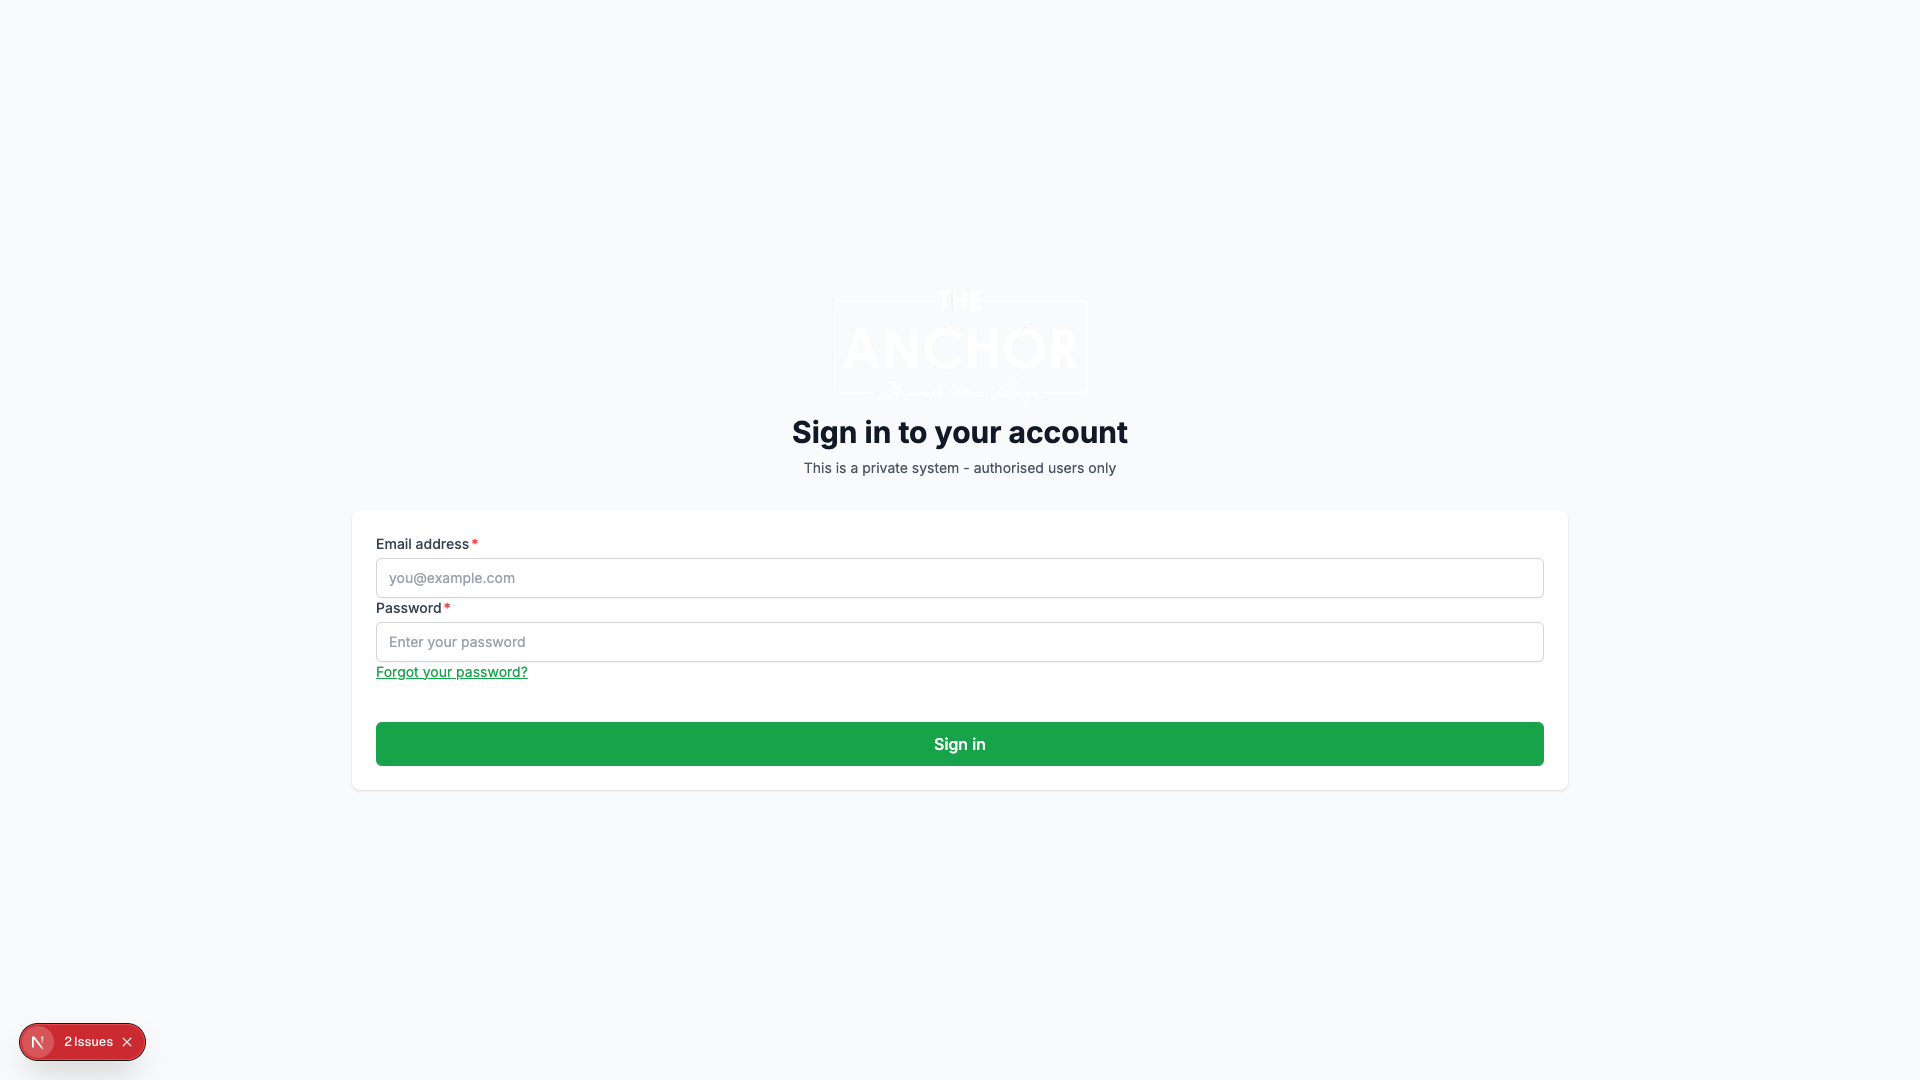 THE
ANCHOR
Sign in to your account
This is a private system - authorised users only
Email address*
you@example.com
Password*
Enter your password
Forgot your password?
Sign in
2 Issues